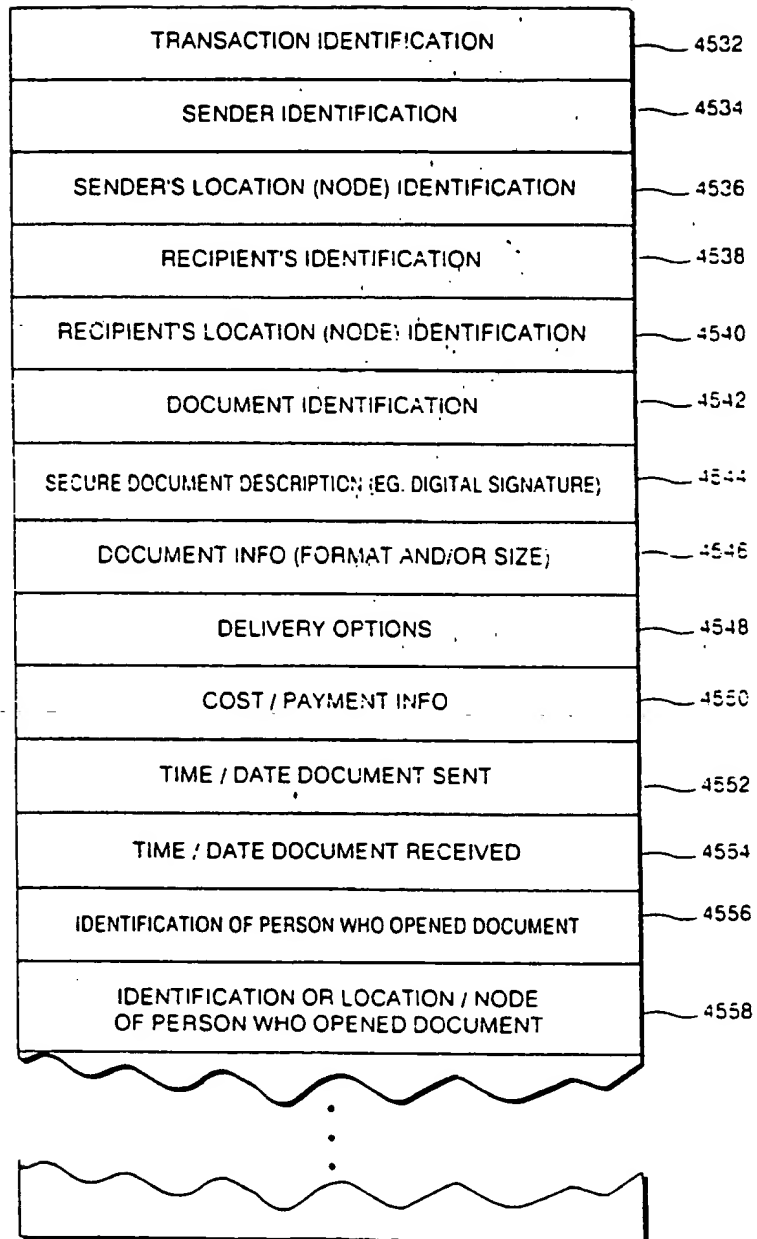 TRANSACTION IDENTIFICATION 4532
SENDER IDENTIFICATION 4534
SENDER'S LOCATION (NODE) IDENTIFICATION 4536
RECIPIENT'S IDENTIFICATION 4538
RECIPIENT'S LOCATION (NODE) IDENTIFICATION 4540
DOCUMENT IDENTIFICATION 4542
SECURE DOCUMENT DESCRIPTION (EG. DIGITAL SIGNATURE) 4544
DOCUMENT INFO (FORMAT AND/OR SIZE) 4546
DELIVERY OPTIONS 4548
COST / PAYMENT INFO 4550
TIME / DATE DOCUMENT SENT 4552
TIME / DATE DOCUMENT RECEIVED 4554
IDENTIFICATION OF PERSON WHO OPENED DOCUMENT 4556
IDENTIFICATION OR LOCATION / NODE
OF PERSON WHO OPENED DOCUMENT 4558